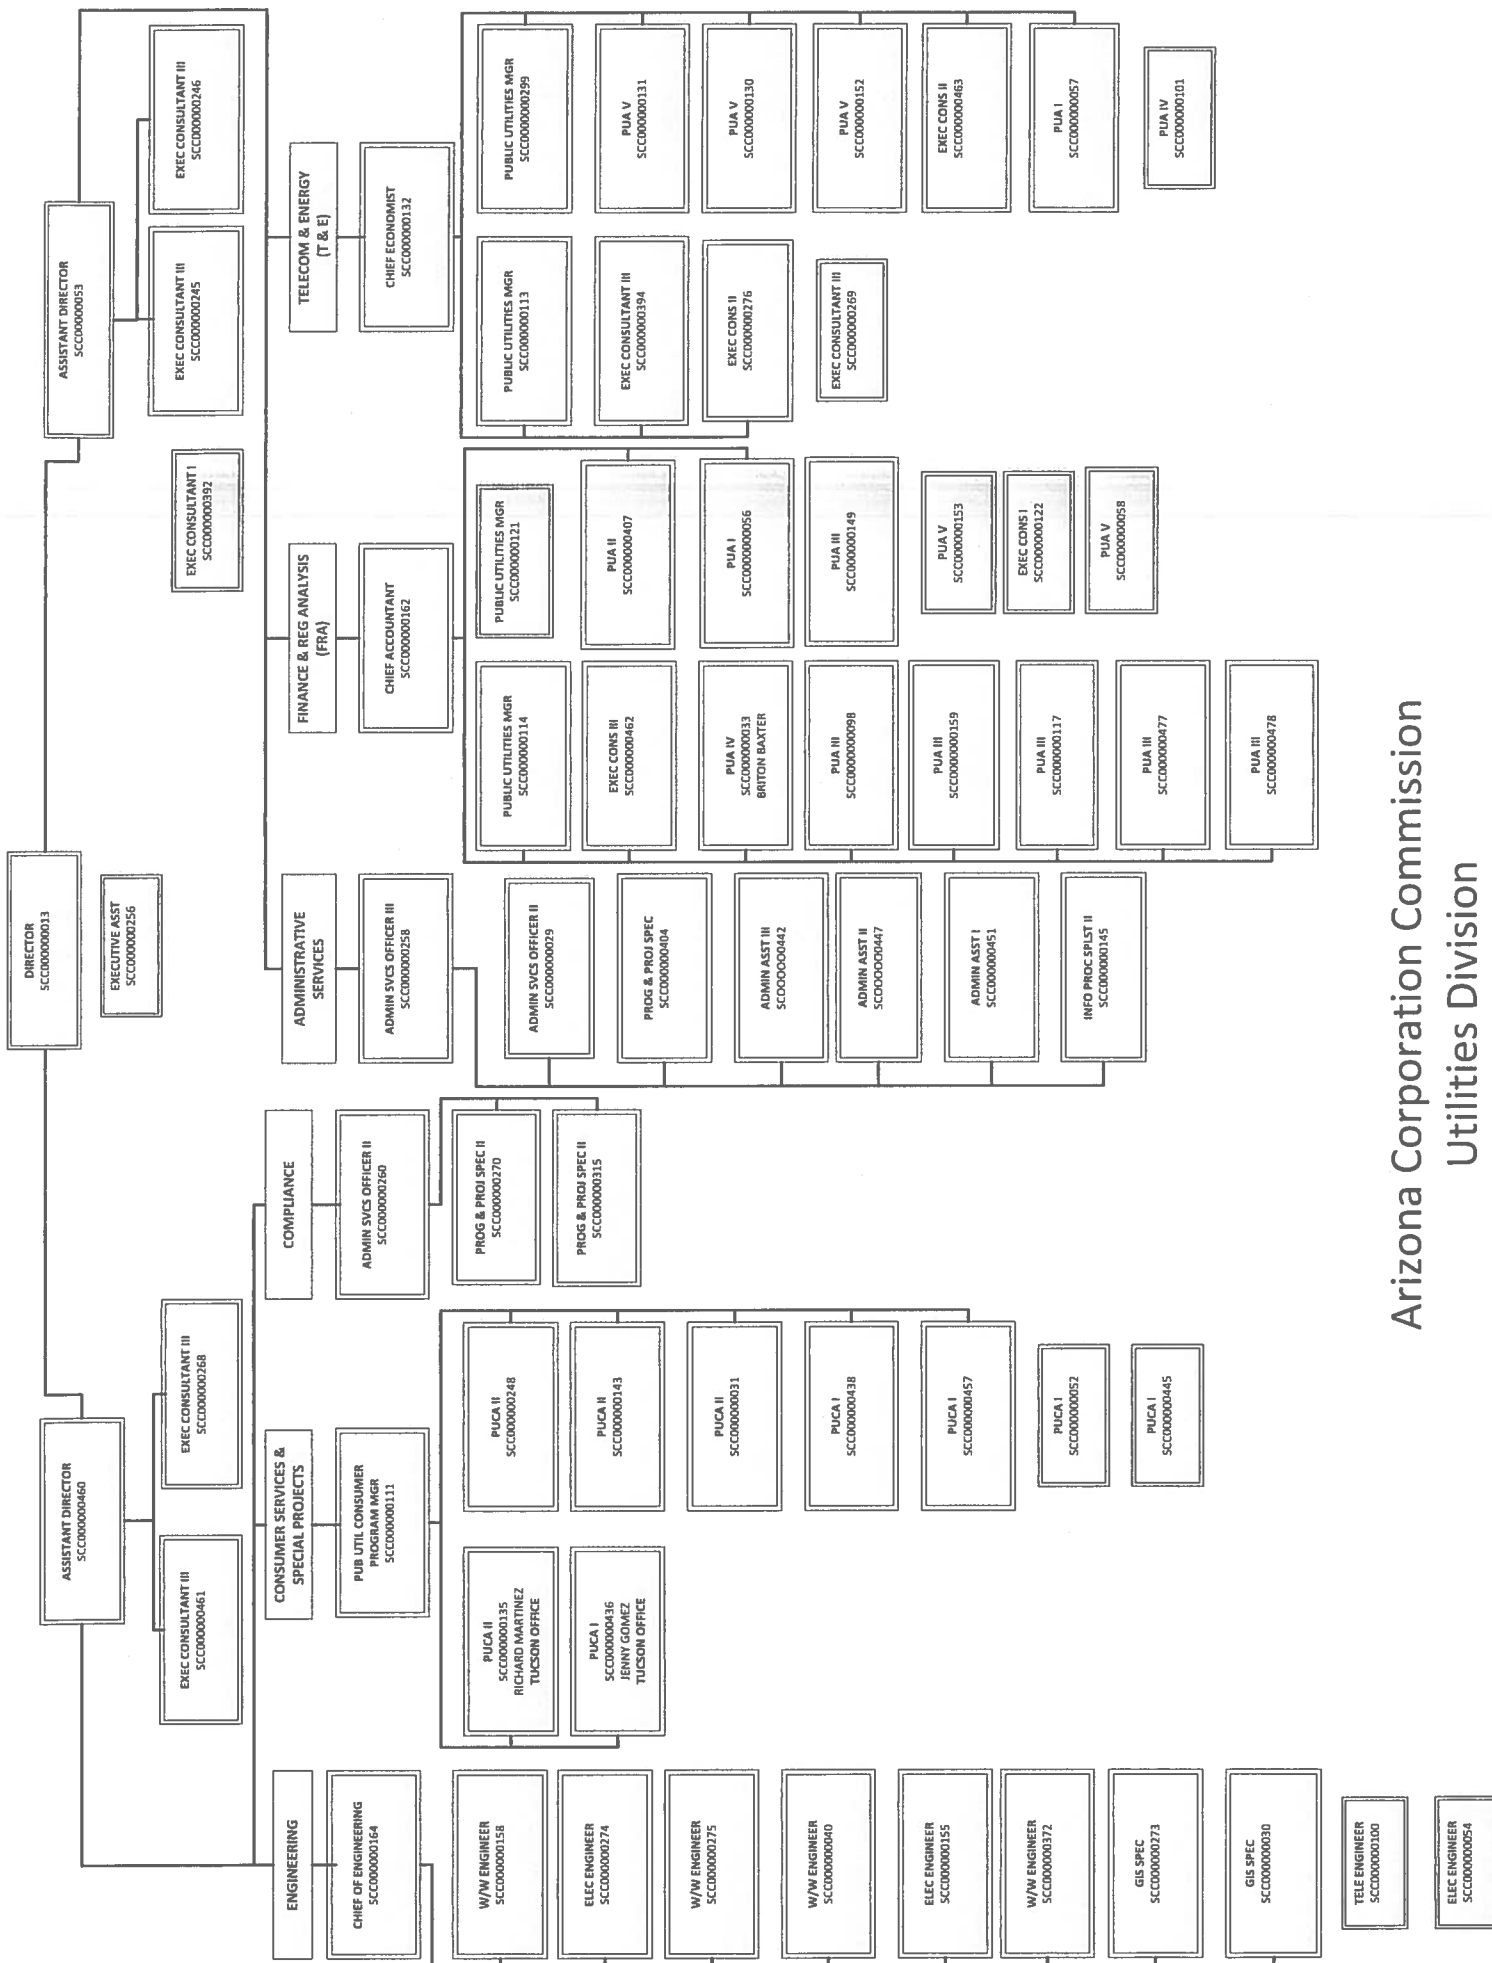 DIRECTOR
SCC000000013
EXECUTIVE ASST
SCC000000256
ASSISTANT DIRECTOR
SCC000000460
EXEC CONSULTANT III
SCC000000461
EXEC CONSULTANT III
SCC000000268
ENGINEERING
CHIEF OF ENGINEERING
SCC000000164
W/W ENGINEER
SCC000000158
ELEC ENGINEER
SCC000000274
W/W ENGINEER
SCC000000275
W/W ENGINEER
SCC000000040
ELEC ENGINEER
SCC000000155
W/W ENGINEER
SCC000000372
GIS SPEC
SCC000000273
GIS SPEC
SCC000000030
TELE ENGINEER
SCC000000100
ELEC ENGINEER
SCC000000054
CONSUMER SERVICES &
SPECIAL PROJECTS
PUB UTIL CONSUMER
PROGRAM MGR
SCC000000111
PUCA II
SCC000000135
RICHARD MARTINEZ
TUCSON OFFICE
PUCA I
SCC000000436
JENNY GOMEZ
TUCSON OFFICE
PUCA II
SCC000000248
PUCA II
SCC000000143
PUCA II
SCC000000031
PUCA I
SCC000000438
PUCA I
SCC000000457
PUCA I
SCC000000052
PUCA I
SCC000000445
COMPLIANCE
ADMIN SVCS OFFICER II
SCC000000260
PROG & PROJ SPEC II
SCC000000270
PROG & PROJ SPEC II
SCC000000315
ASSISTANT DIRECTOR
SCC000000053
EXEC CONSULTANT III
SCC000000245
EXEC CONSULTANT III
SCC000000246
EXEC CONSULTANT I
SCC000000392
ADMINISTRATIVE
SERVICES
ADMIN SVCS OFFICER III
SCC000000258
ADMIN SVCS OFFICER II
SCC000000029
PROG & PROJ SPEC
SCC000000404
ADMIN ASST III
SCOOOOOO0442
ADMIN ASST II
SCOOOOOO0447
ADMIN ASST I
SCC000000451
INFO PROC SPLST II
SCC000000145
FINANCE & REG ANALYSIS
(FRA)
CHIEF ACCOUNTANT
SCC000000162
PUBLIC UTILITIES MGR
SCC000000114
EXEC CONS III
SCC000000462
PUA IV
SCC000000033
BRITON BAXTER
PUA III
SCC000000098
PUA III
SCC000000159
PUA III
SCC000000117
PUA III
SCC000000477
PUA III
SCC000000478
PUBLIC UTILITIES MGR
SCC000000121
PUA II
SCC000000407
PUA I
SCC000000056
PUA III
SCC000000149
PUA V
SCC000000153
EXEC CONS I
SCC000000122
PUA V
SCC000000058
TELECOM & ENERGY
(T & E)
CHIEF ECONOMIST
SCC000000132
PUBLIC UTILITIES MGR
SCC000000113
EXEC CONSULTANT III
SCC000000394
EXEC CONS II
SCC000000276
EXEC CONSULTANT III
SCC000000269
PUBLIC UTILITIES MGR
SCC000000299
PUA V
SCC000000131
PUA V
SCC000000130
PUA V
SCC000000152
EXEC CONS II
SCC000000463
PUA I
SCC000000057
PUA IV
SCC000000101
Arizona Corporation Commission
Utilities Division